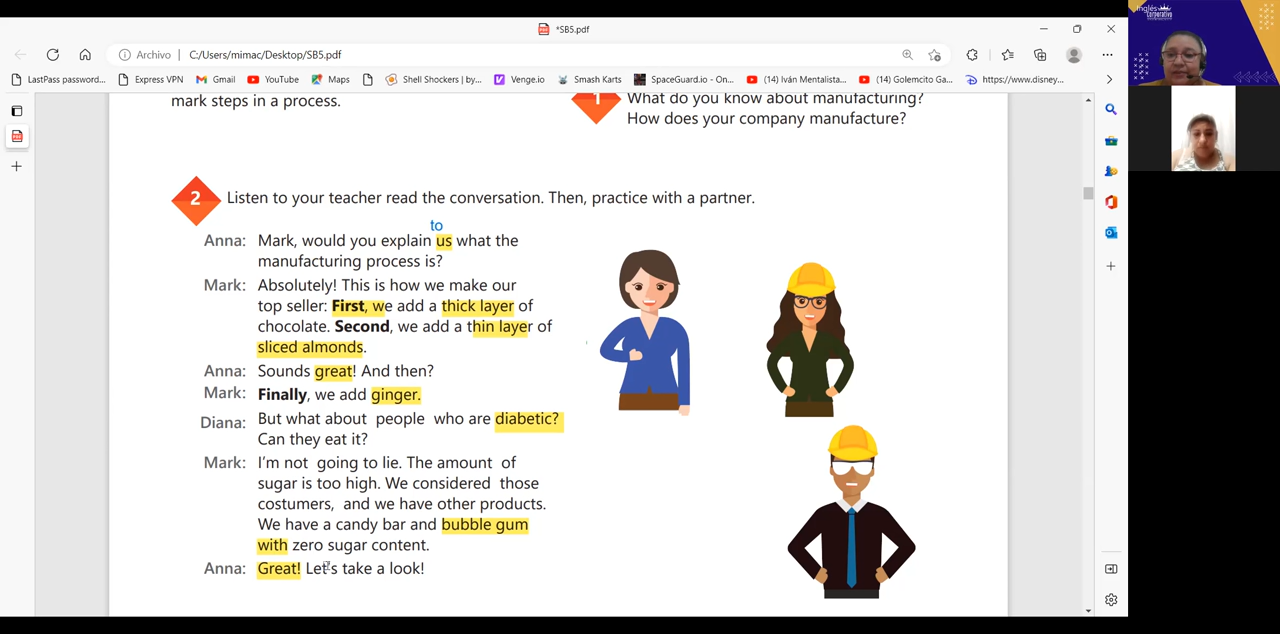 *SB5.pdf
Archivo
C:/Users/mimac/Desktop/SB5.pdf
LastPass password...
Express VPN
Gmail
YouTube
Maps
Shell Shockers | by...
Venge.io
Smash Karts
SpaceGuard.io - On...
(14) Iván Mentalista...
(14) Golemcito Ga...
https://www.disney...
Inglés
Corporativo
mark steps in a process.
1
What do you know about manufacturing?
How does your company manufacture?
2
Listen to your teacher read the conversation. Then, practice with a partner.
to
Anna: Mark, would you explain us what the
manufacturing process is?
Mark: Absolutely! This is how we make our
top seller: First, we add a thick layer of
chocolate. Second, we add a thin layer of
sliced almonds.
Anna: Sounds great! And then?
Mark: Finally, we add ginger.
Diana: But what about people who are diabetic?
Can they eat it?
Mark: I'm not going to lie. The amount of
sugar is too high. We considered those
costumers, and we have other products.
We have a candy bar and bubble gum
with zero sugar content.
Anna: Great! Let's take a look!